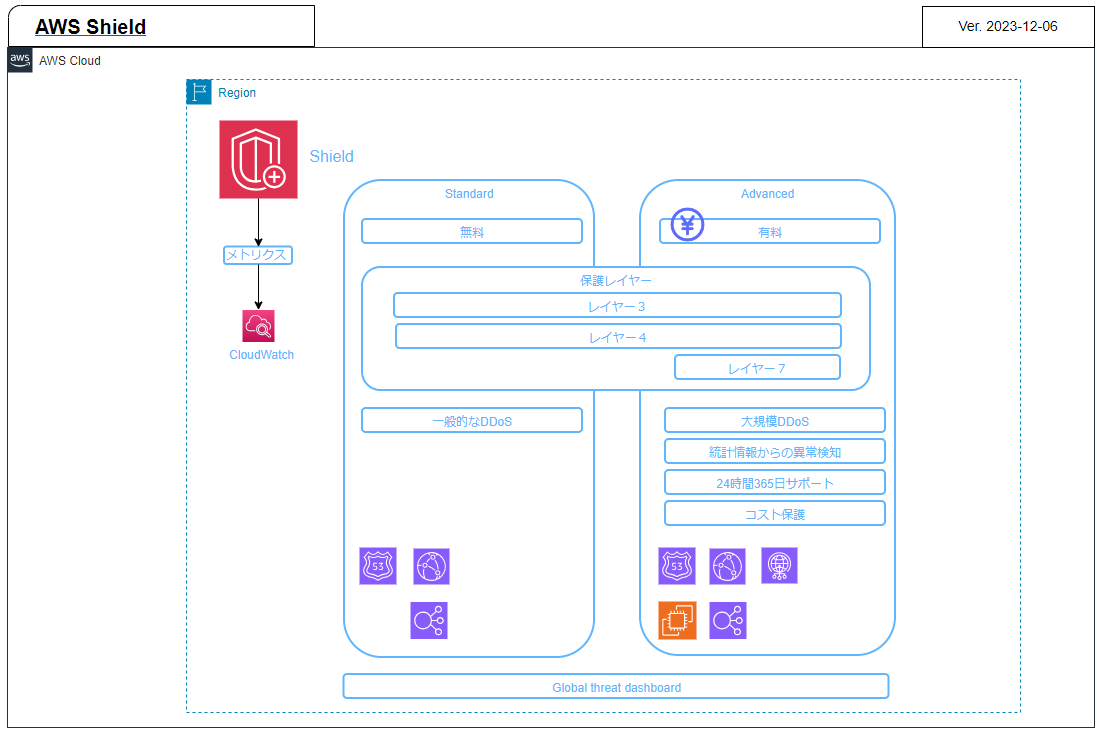 AWS Shield
Ver. 2023-12-06
aws
AWS Cloud
Region
Shield
Standard
Advanced
無料
¥
有料
メトリクス
保護レイヤー
レイヤー３
レイヤー４
レイヤー７
CloudWatch
一般的なDDoS
大規模DDoS
統計情報からの異常検知
24時間365日サポート
コスト保護
53
53
Global threat dashboard